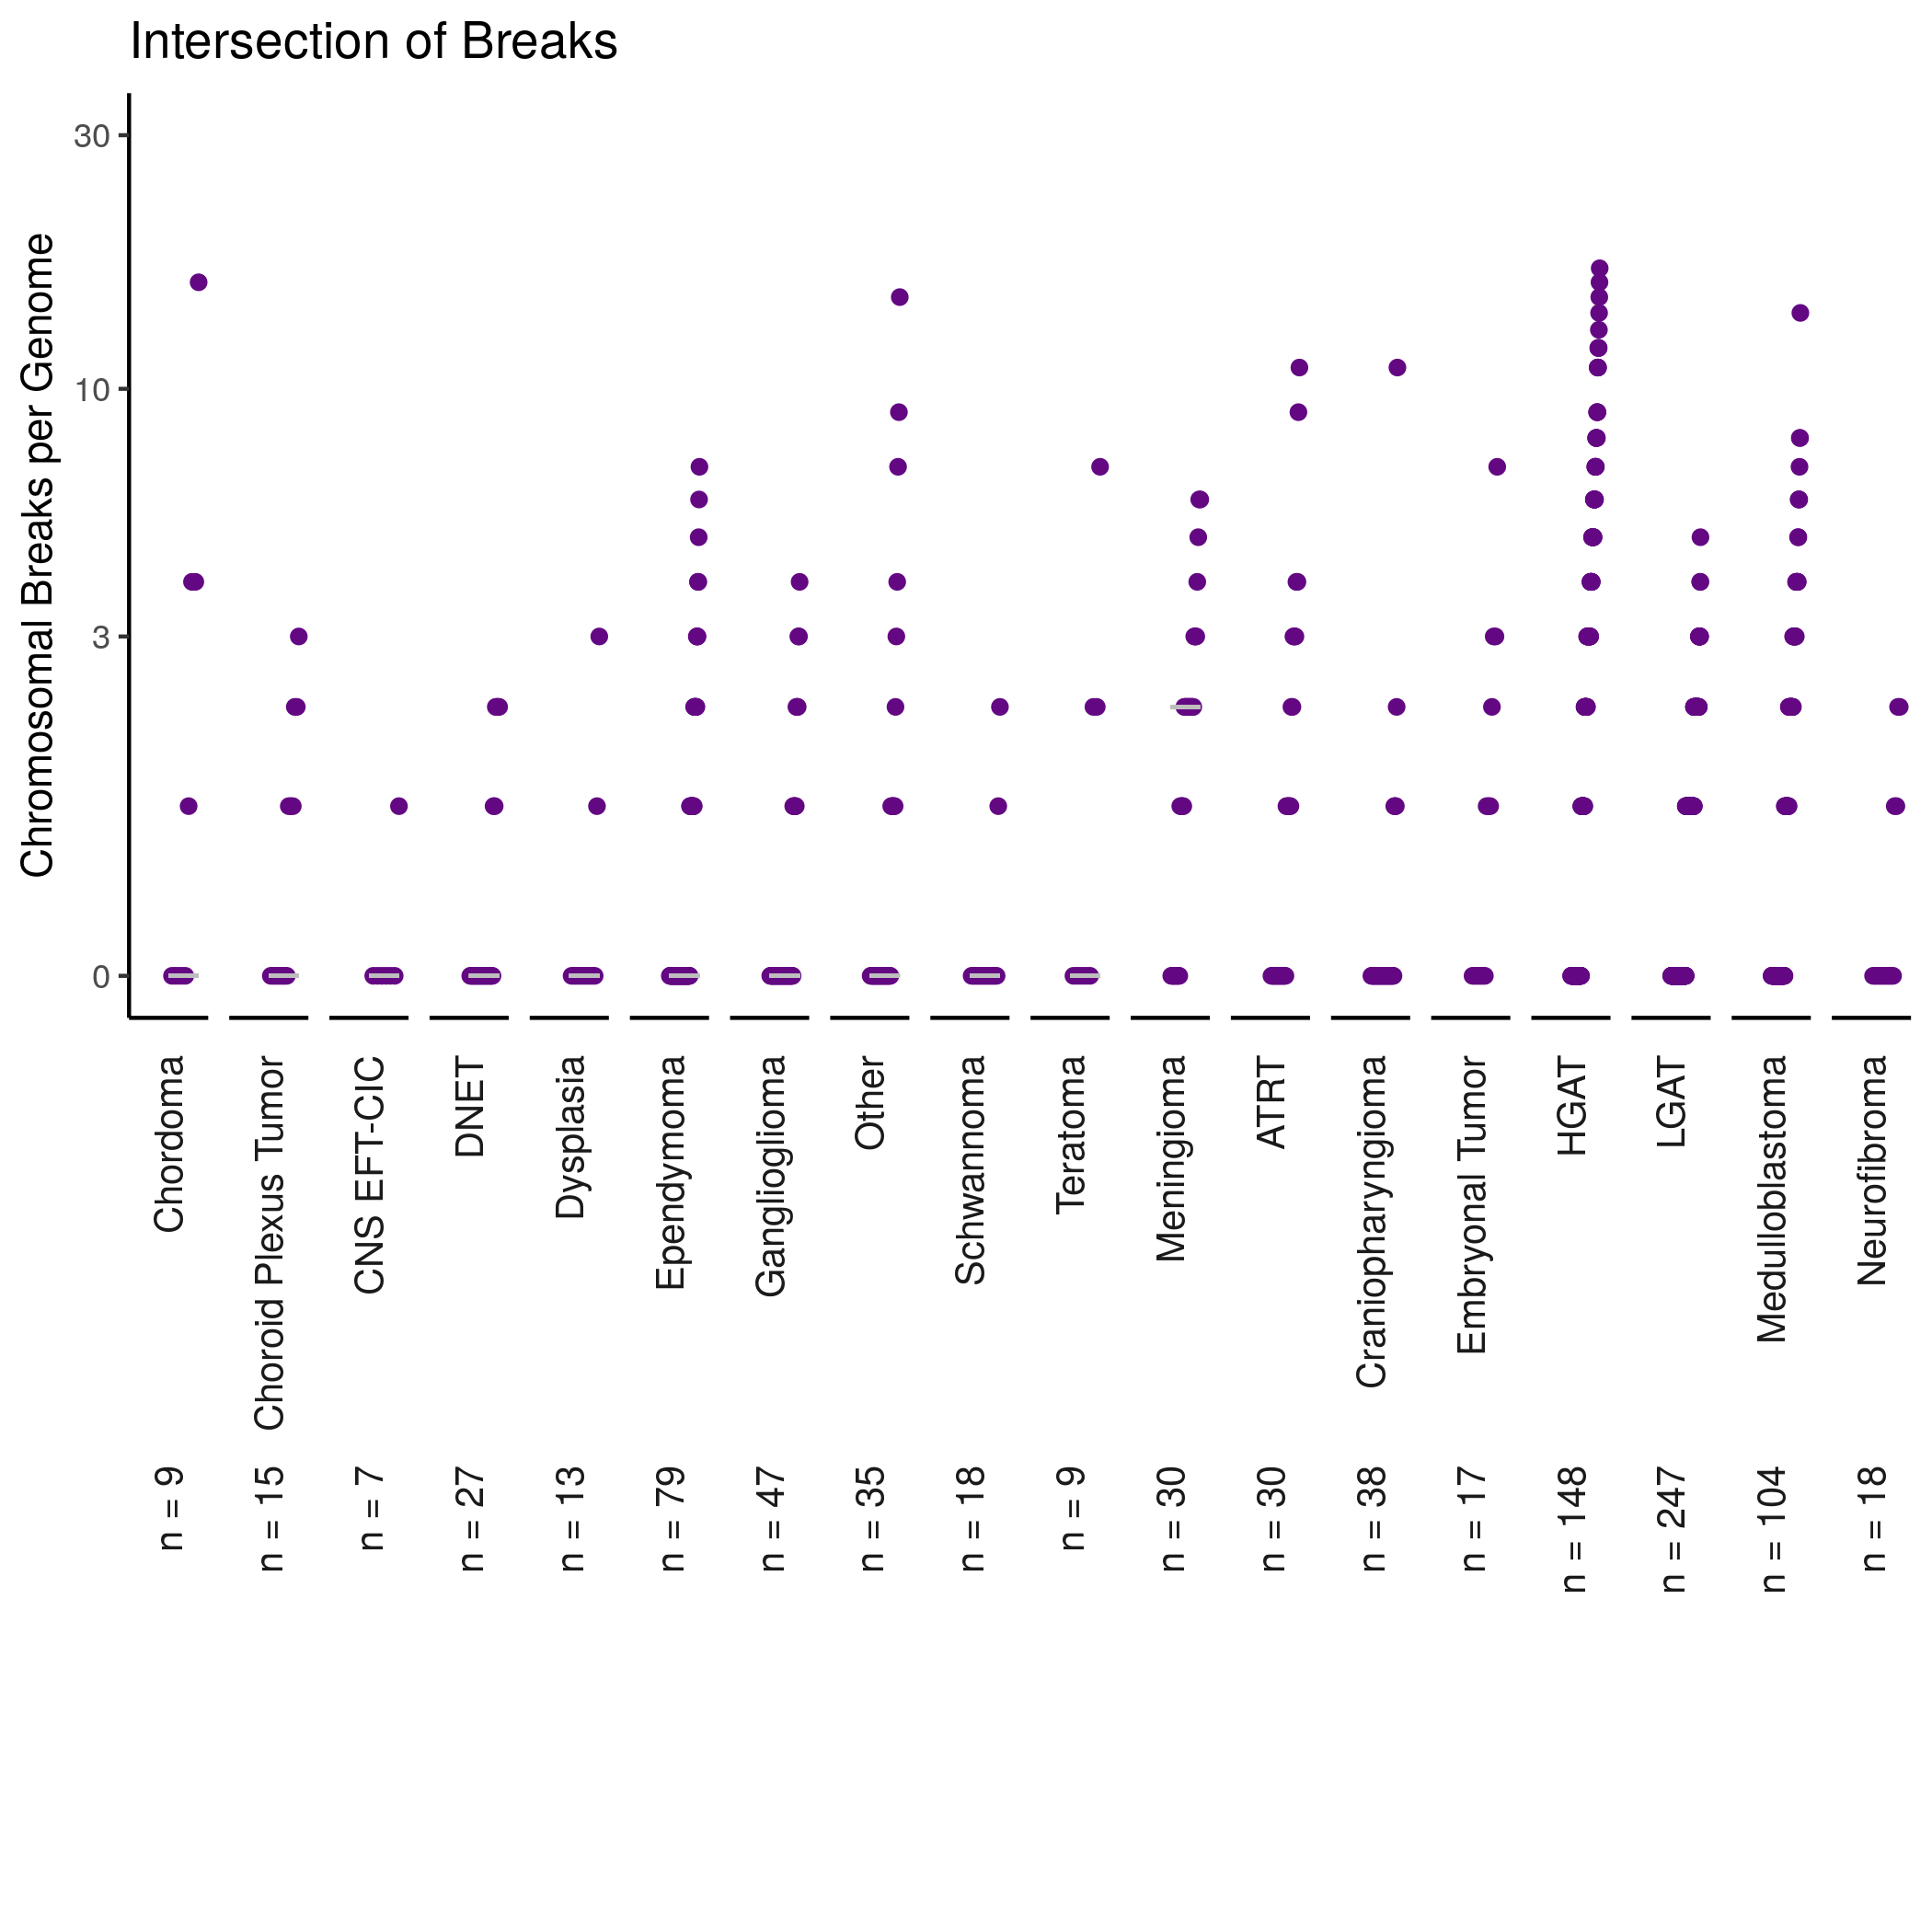 Intersection of Breaks
Chromosomal Breaks per Genome
30
10
3
0
Chordoma
Choroid Plexus Tumor
CNS EFT-CIC
DNET
Dysplasia
Ependymoma
Ganglioglioma
Other
Schwannoma
Teratoma
Meningioma
ATRT
Craniopharyngioma
Embryonal Tumor
HGAT
LGAT
Medulloblastoma
Neurofibroma
n = 9
n = 15
n = 7
n = 27
n = 13
n = 79
n = 47
n = 35
n = 18
n = 9
n = 30
n = 30
n = 38
n = 17
n = 148
n = 247
n = 104
n = 18